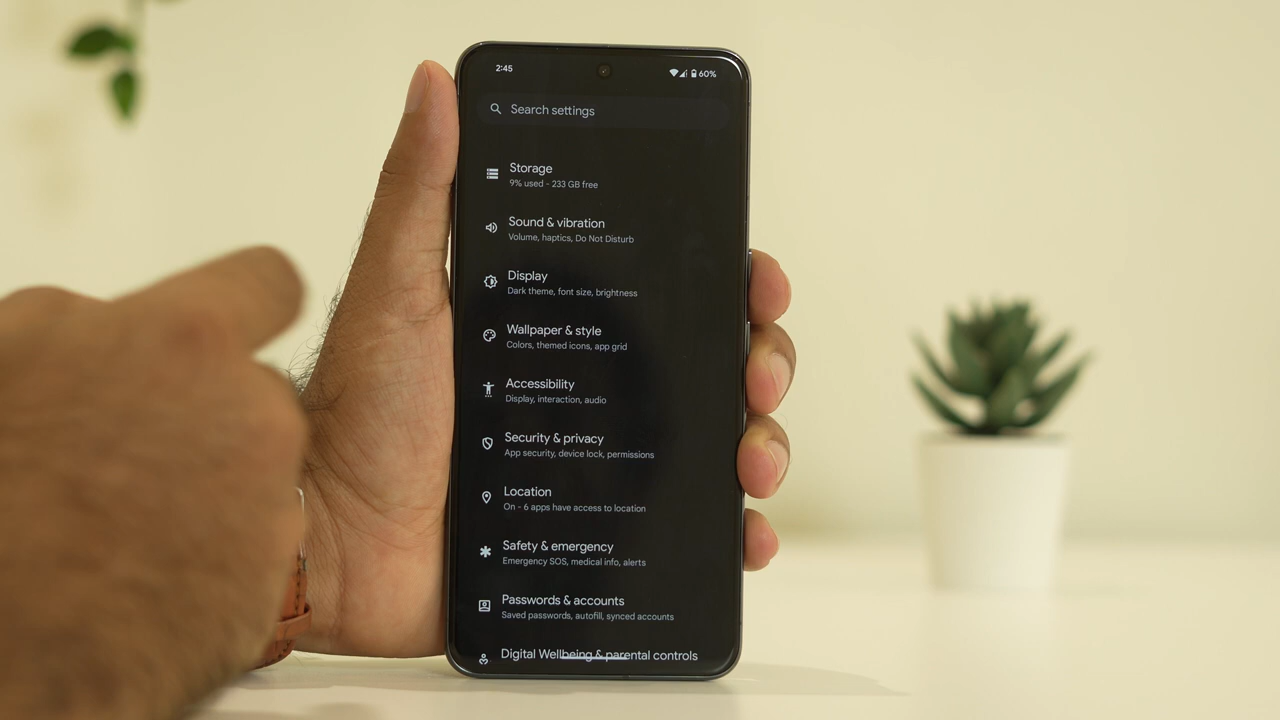 2:45
60%
Search settings
Storage
9% used - 233 GB free
Sound & vibration
Volume, haptics, Do Not Disturb
Display
Dark theme, font size, brightness
Wallpaper & style
Colors, themed icons, app grid
Accessibility
Display, interaction, audio
Security & privacy
App security, device lock, permissions
Location
On - 6 apps have access to location
Safety & emergency
Emergency SOS, medical info, alerts
Passwords & accounts
Saved passwords, autofill, synced accounts
Digital Wellbeing & parental controls